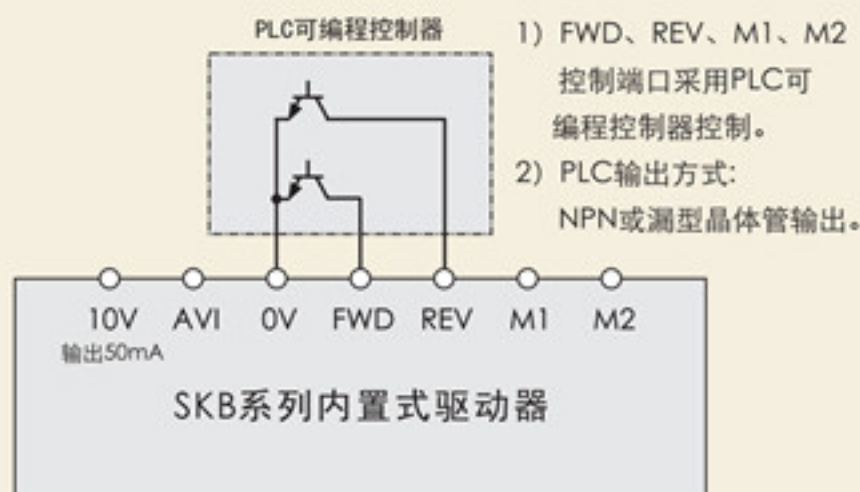 PLC可编程控制器
1) FWD、REV、M1、M2
控制端口采用PLC可
编程控制器控制。
2) PLC输出方式:
NPN或漏型晶体管输出。
10V AVI 0V FWD REV M1 M2
输出50mA
SKB系列内置式驱动器